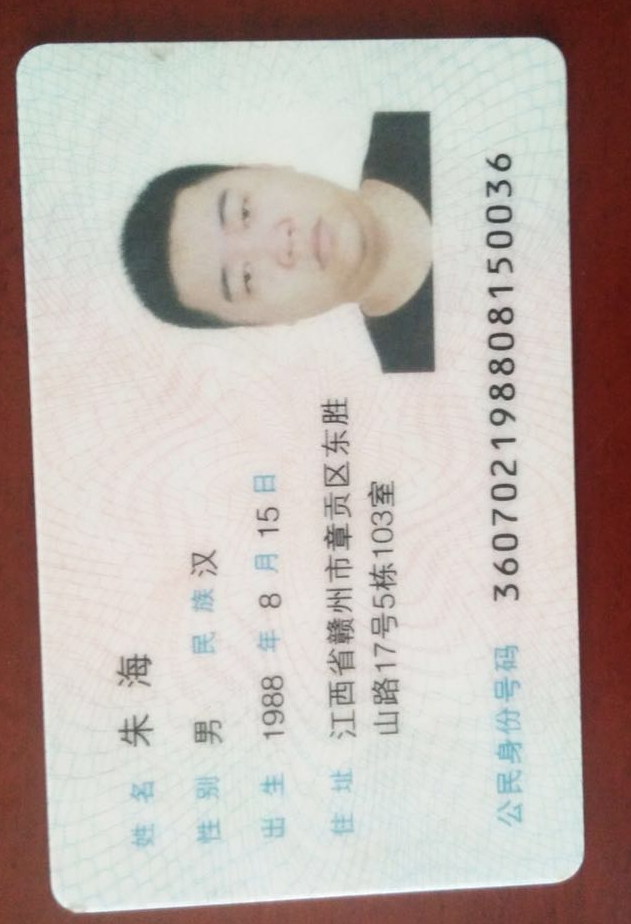 姓名 朱海
性别 男 民族 汉
出生 1988 年 8 月 15 日
住址 江西省赣州市章贡区东胜
山路17号5栋103室
公民身份号码 360702198808150036